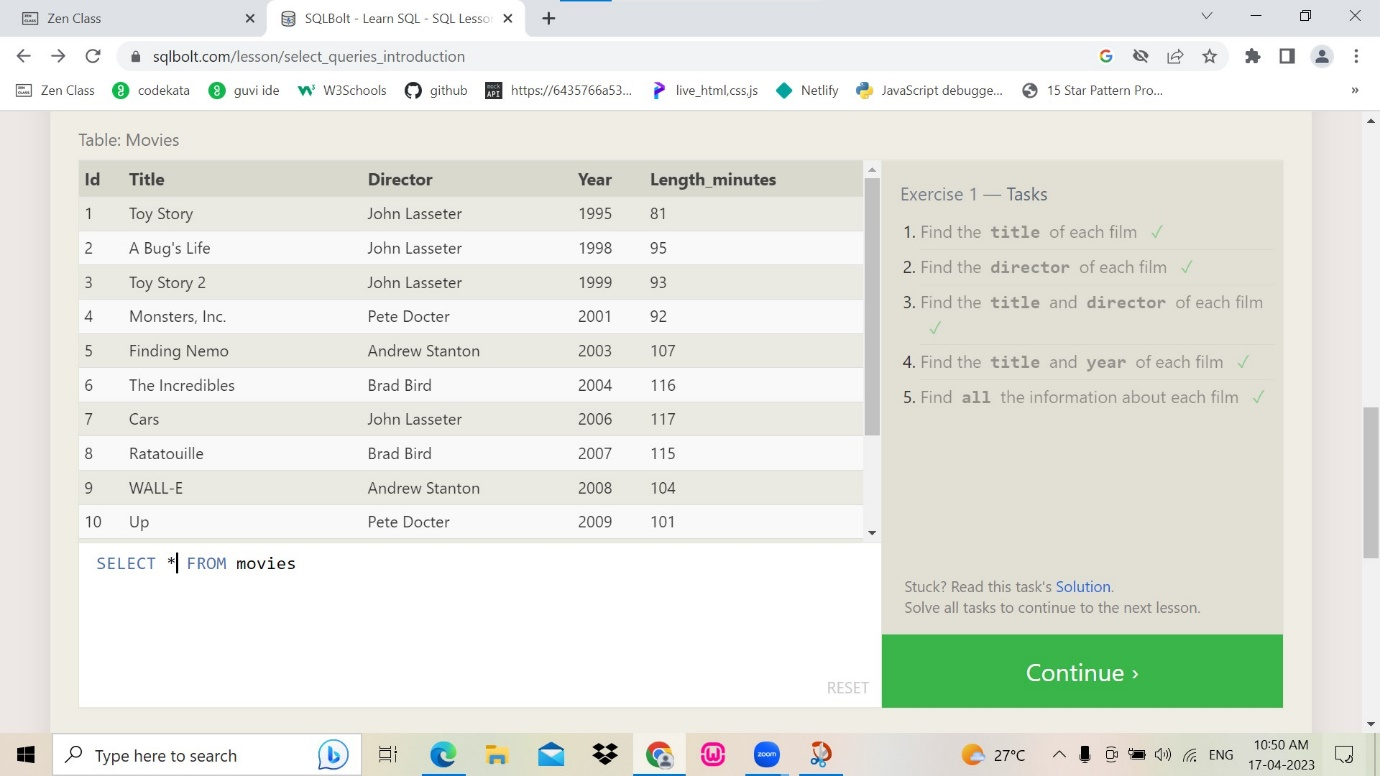 Zen Class
SQLBolt - Learn SQL - SQL Lesso
sqlbolt.com/lesson/select_queries_introduction
Zen Class codekata guvi ide W3Schools github https://6435766a53... live_html,css,js Netlify JavaScript debugge... 15 Star Pattern Pro... »
Table: Movies
Id Title Director Year Length_minutes
1 Toy Story John Lasseter 1995 81
2 A Bug's Life John Lasseter 1998 95
3 Toy Story 2 John Lasseter 1999 93
4 Monsters, Inc. Pete Docter 2001 92
5 Finding Nemo Andrew Stanton 2003 107
6 The Incredibles Brad Bird 2004 116
7 Cars John Lasseter 2006 117
8 Ratatouille Brad Bird 2007 115
9 WALL-E Andrew Stanton 2008 104
10 Up Pete Docter 2009 101
SELECT * FROM movies
RESET
Exercise 1 — Tasks
1. Find the title of each film ✓
2. Find the director of each film ✓
3. Find the title and director of each film
✓
4. Find the title and year of each film ✓
5. Find all the information about each film ✓
Stuck? Read this task's Solution.
Solve all tasks to continue to the next lesson.
Continue ›
Type here to search
zoom
27°C
ENG
10:50 AM
17-04-2023